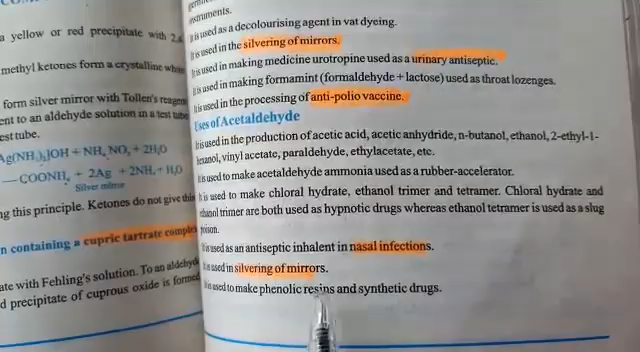 a yellow or red precipitate with 2,4
methyl ketones form a crystalline white
form silver mirror with Tollen's reagent
ent to an aldehyde solution in a test tube
est tube.
Ag(NH₃)₂]OH + NH₄NO₃ + 2H₂O
—COONH₄ + 2Ag + 2NH₃ + H₂O
Silver mirror
ng this principle. Ketones do not give this
n containing a cupric tartrate complex
ate with Fehling's solution. To an aldehyde
d precipitate of cuprous oxide is formed
instruments.
It is used as a decolourising agent in vat dyeing.
It is used in the silvering of mirrors.
It is used in making medicine urotropine used as a urinary antiseptic.
It is used in making formamint (formaldehyde + lactose) used as throat lozenges.
It is used in the processing of anti-polio vaccine.
Uses of Acetaldehyde
It is used in the production of acetic acid, acetic anhydride, n-butanol, ethanol, 2-ethyl-1-
hexanol, vinyl acetate, paraldehyde, ethylacetate, etc.
It is used to make acetaldehyde ammonia used as a rubber-accelerator.
It is used to make chloral hydrate, ethanol trimer and tetramer. Chloral hydrate and
ethanol trimer are both used as hypnotic drugs whereas ethanol tetramer is used as a slug
poison.
It is used as an antiseptic inhalent in nasal infections.
It is used in silvering of mirrors.
It is used to make phenolic resins and synthetic drugs.